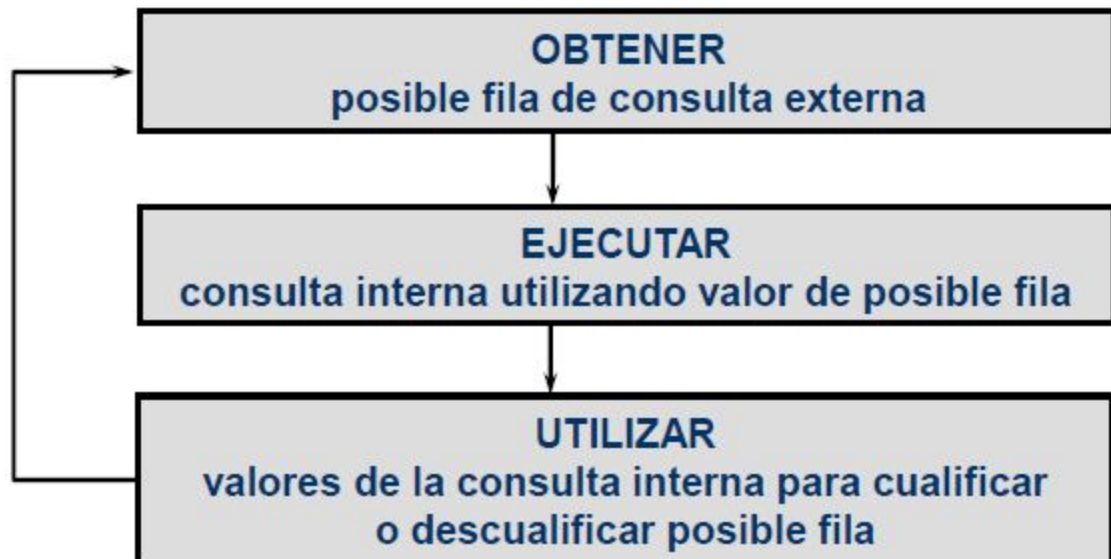 OBTENER
posible fila de consulta externa
EJECUTAR
consulta interna utilizando valor de posible fila
UTILIZAR
valores de la consulta interna para cualificar
o descualificar posible fila